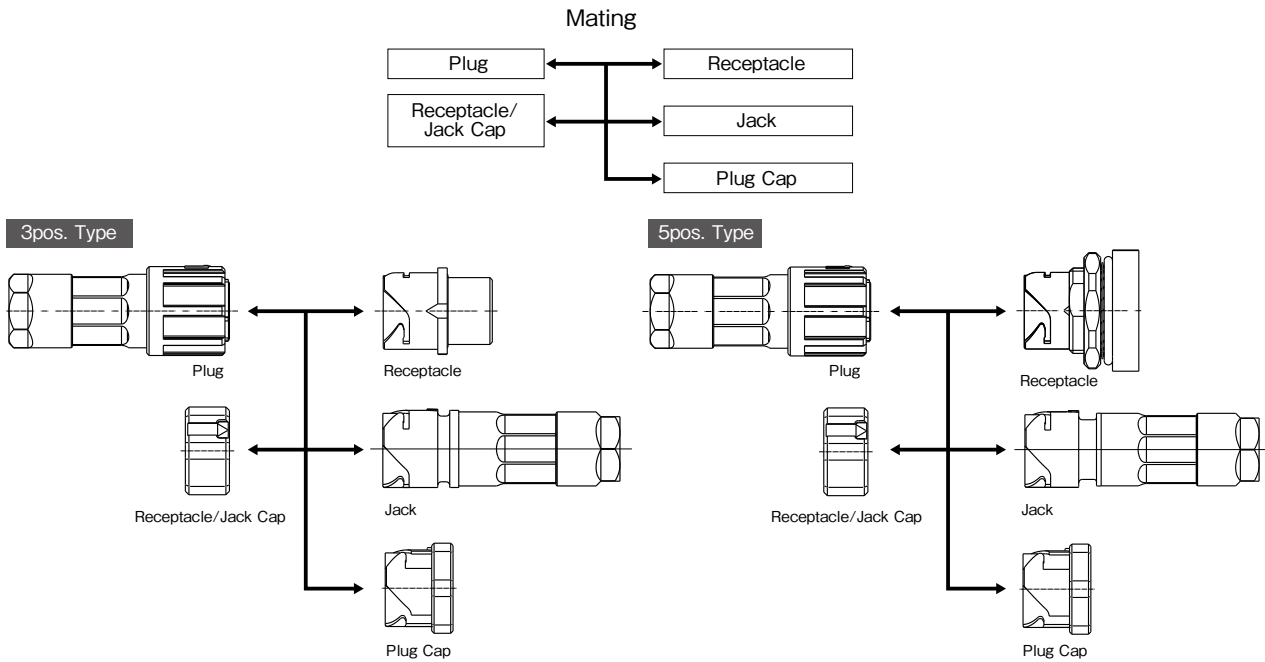 Mating
Plug
Receptacle
Receptacle/
Jack Cap
Jack
Plug Cap
3pos. Type
Plug
Receptacle
Receptacle/Jack Cap
Jack
Plug Cap
5pos. Type
Plug
Receptacle
Receptacle/Jack Cap
Jack
Plug Cap